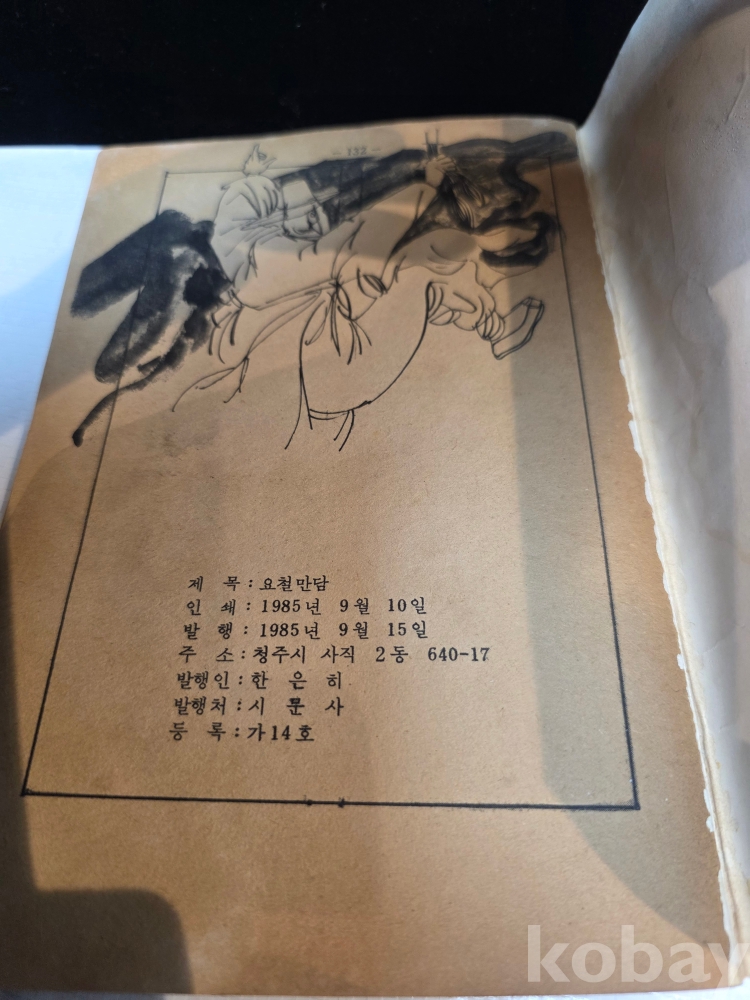 - 132 -
제 목 : 요철만담
인 쇄 : 1985년 9월 10일
발 행 : 1985년 9월 15일
주 소 : 청주시 사직 2동 640-17
발행인 : 한 은 히
발행처 : 시 문 사
등 록 : 가14호
kobay